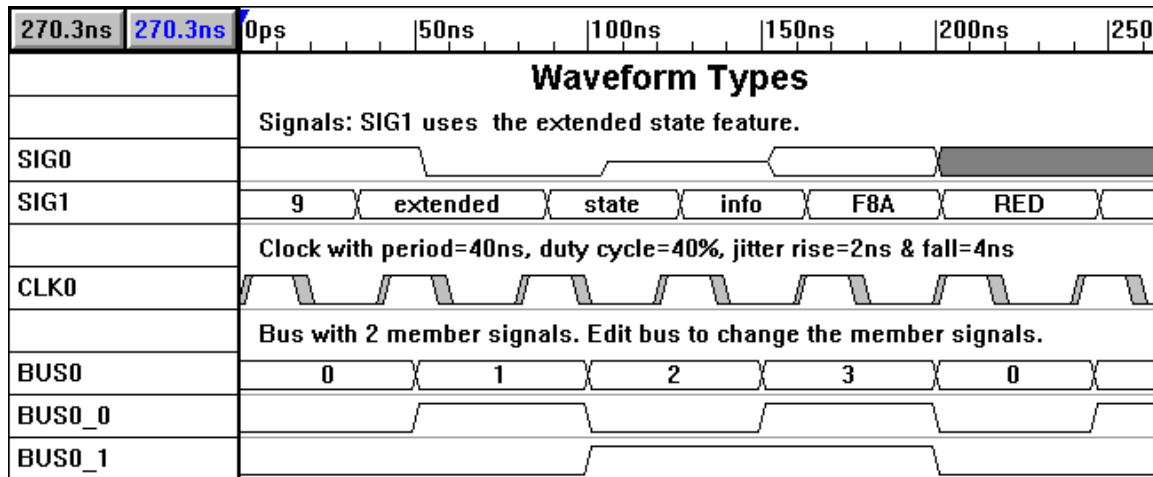 270.3ns 270.3ns 0ps 50ns 100ns 150ns 200ns 250
Waveform Types
Signals: SIG1 uses the extended state feature.
SIG0
SIG1 9 extended state info F8A RED
Clock with period=40ns, duty cycle=40%, jitter rise=2ns & fall=4ns
CLK0
Bus with 2 member signals. Edit bus to change the member signals.
BUS0 0 1 2 3 0
BUS0_0
BUS0_1